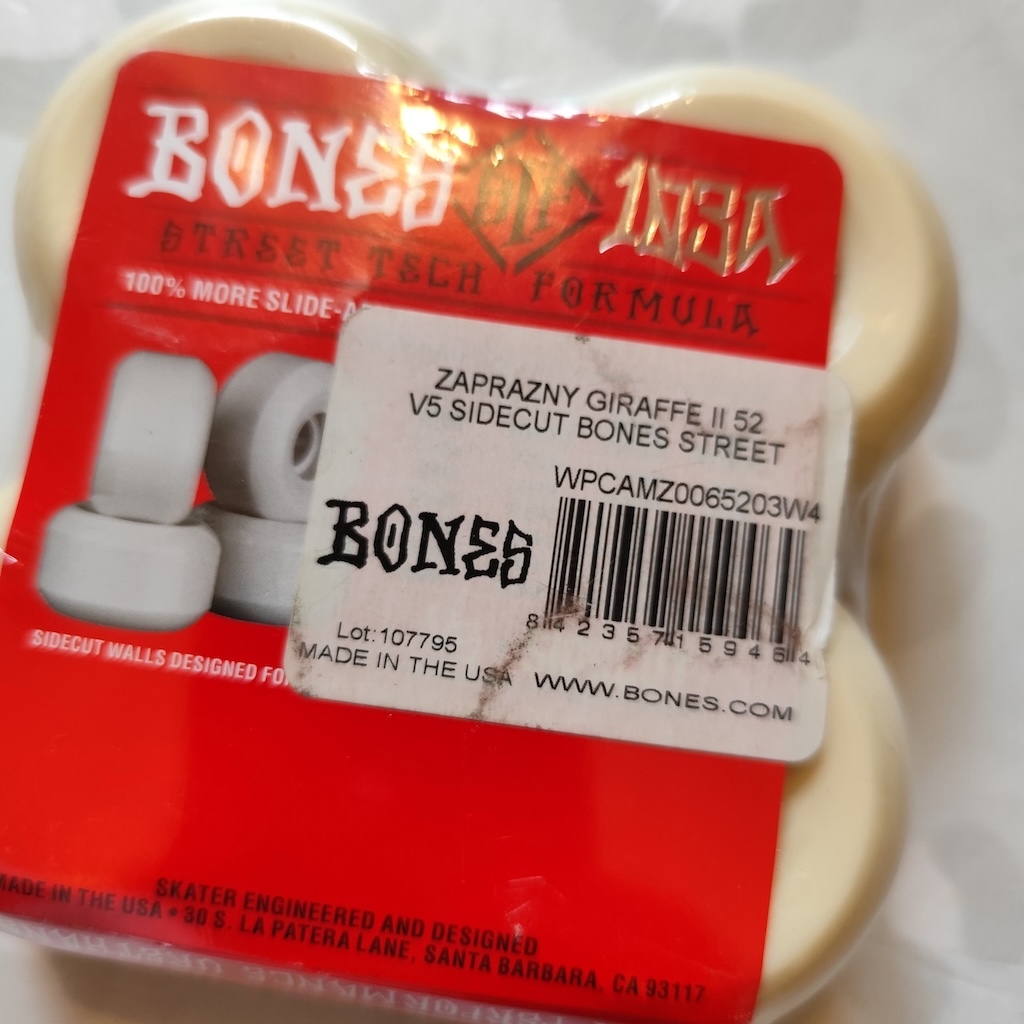 BONES STF 103A
STREET TECH FORMULA
100% MORE SLIDE-A
ZAPRAZNY GIRAFFE II 52
V5 SIDECUT BONES STREET
WPCAMZ0065203W4
BONES
8 42357 15946 4
Lot:107795
MADE IN THE USA
WWW.BONES.COM
SIDECUT WALLS DESIGNED FO
SKATER ENGINEERED AND DESIGNED
MADE IN THE USA • 30 S. LA PATERA LANE, SANTA BARBARA, CA 93117